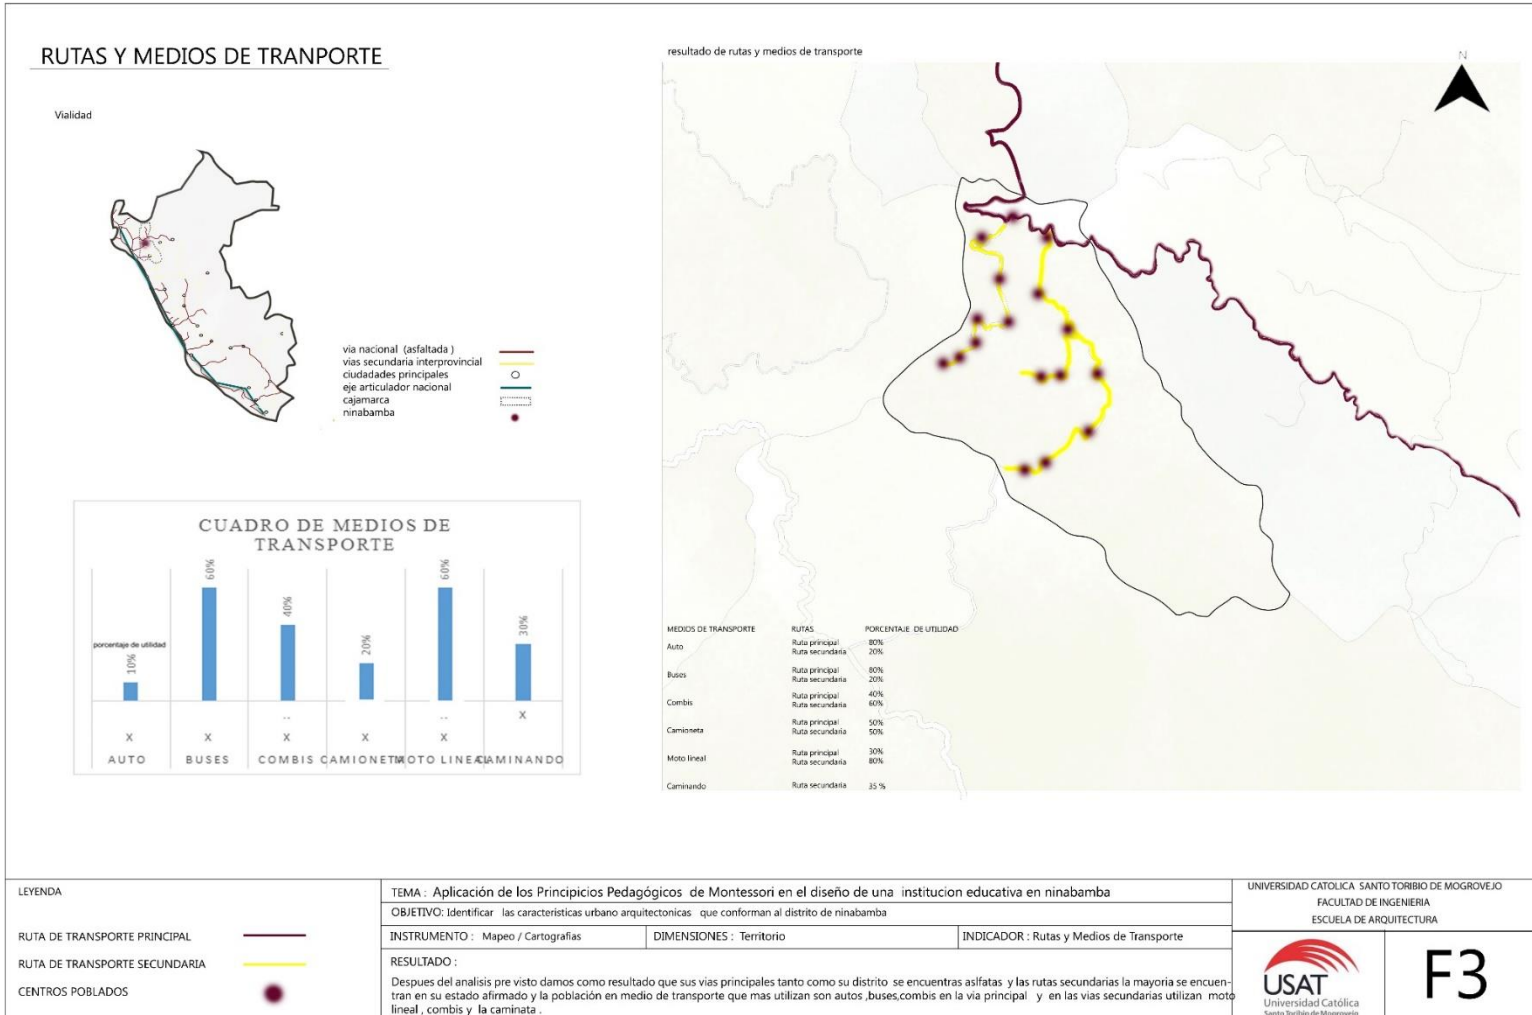 RUTAS Y MEDIOS DE TRANPORTE
Vialidad
via nacional (asfaltada )
vias secundaria interprovincial
ciudadades principales
eje articulador nacional
cajamarca
ninabamba
CUADRO DE MEDIOS DE
TRANSPORTE
porcentaje de utilidad
10%
60%
40%
20%
60%
30%
X
X X X X X
AUTO BUSES COMBIS CAMIONETA MOTO LINEAL CAMINANDO
resultado de rutas y medios de transporte
N
MEDIOS DE TRANSPORTE RUTAS PORCENTAJE DE UTILIDAD
Auto
Ruta principal 80%
Ruta secundaria 20%
Buses
Ruta principal 80%
Ruta secundaria 20%
Combis
Ruta principal 40%
Ruta secundaria 60%
Camioneta
Ruta principal 50%
Ruta secundaria 50%
Moto lineal
Ruta principal 30%
Ruta secundaria 80%
Caminando Ruta secundaria 35 %
LEYENDA
RUTA DE TRANSPORTE PRINCIPAL
RUTA DE TRANSPORTE SECUNDARIA
CENTROS POBLADOS
TEMA : Aplicación de los Principicios Pedagógicos de Montessori en el diseño de una institucion educativa en ninabamba
OBJETIVO: Identificar las caracteristicas urbano arquitectonicas que conforman al distrito de ninabamba
INSTRUMENTO : Mapeo / Cartografias DIMENSIONES : Territorio INDICADOR : Rutas y Medios de Transporte
RESULTADO :
Despues del analisis pre visto damos como resultado que sus vias principales tanto como su distrito se encuentras aslfatas y las rutas secundarias la mayoria se encuen-
tran en su estado afirmado y la población en medio de transporte que mas utilizan son autos ,buses,combis en la via principal y en las vias secundarias utilizan moto
lineal , combis y la caminata .
UNIVERSIDAD CATOLICA SANTO TORIBIO DE MOGROVEJO
FACULTAD DE INGENIERIA
ESCUELA DE ARQUITECTURA
USAT
Universidad Católica
Santo Toribio de Mogrovejo
F3